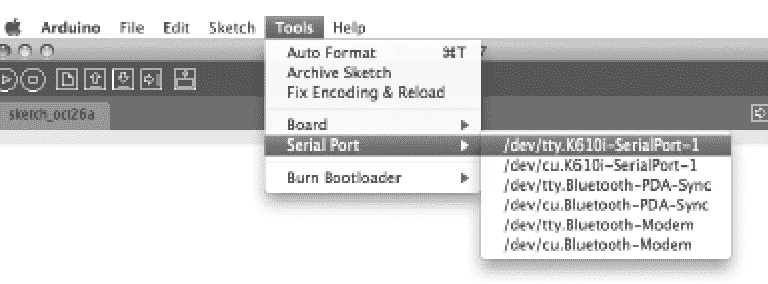 Arduino File Edit Sketch Tools Help
7
Auto Format ⌘T
Archive Sketch
Fix Encoding & Reload
sketch_oct26a
Board
Serial Port
Burn Bootloader
/dev/tty.K610i-SerialPort-1
/dev/cu.K610i-SerialPort-1
/dev/tty.Bluetooth-PDA-Sync
/dev/cu.Bluetooth-PDA-Sync
/dev/tty.Bluetooth-Modem
/dev/cu.Bluetooth-Modem